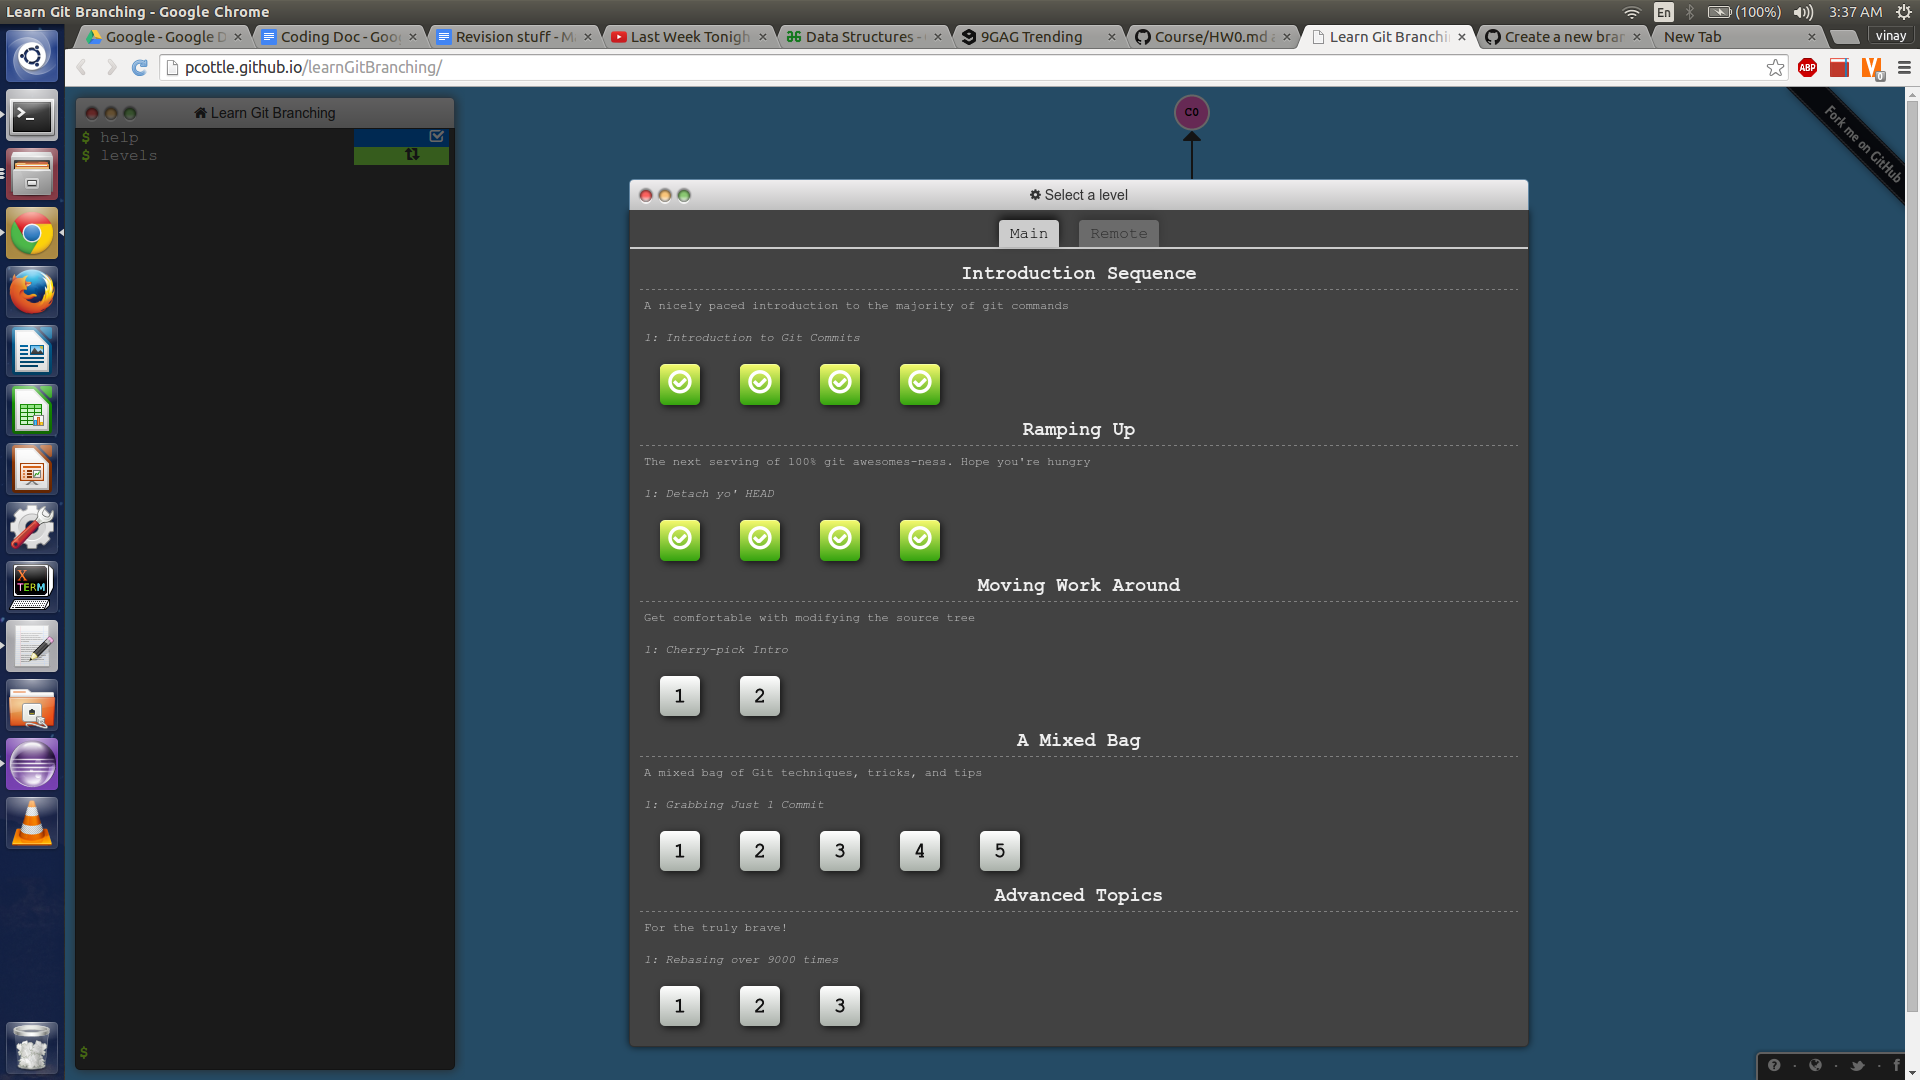 Learn Git Branching - Google Chrome
En
(100%)
3:37 AM
Google - Google D
Coding Doc - Goog
Revision stuff - M
Last Week Tonigh
Data Structures -
9GAG Trending
Course/HW0.md
Learn Git Branchi
Create a new bran
New Tab
vinay
pcottle.github.io/learnGitBranching/
ABP
0
Learn Git Branching
$ help
$ levels
$
C0
Fork me on GitHub
Select a level
Main
Remote
Introduction Sequence
A nicely paced introduction to the majority of git commands
1: Introduction to Git Commits
Ramping Up
The next serving of 100% git awesomes-ness. Hope you're hungry
1: Detach yo' HEAD
Moving Work Around
Get comfortable with modifying the source tree
1: Cherry-pick Intro
1 2
A Mixed Bag
A mixed bag of Git techniques, tricks, and tips
1: Grabbing Just 1 Commit
1 2 3 4 5
Advanced Topics
For the truly brave!
1: Rebasing over 9000 times
1 2 3
X
TERM